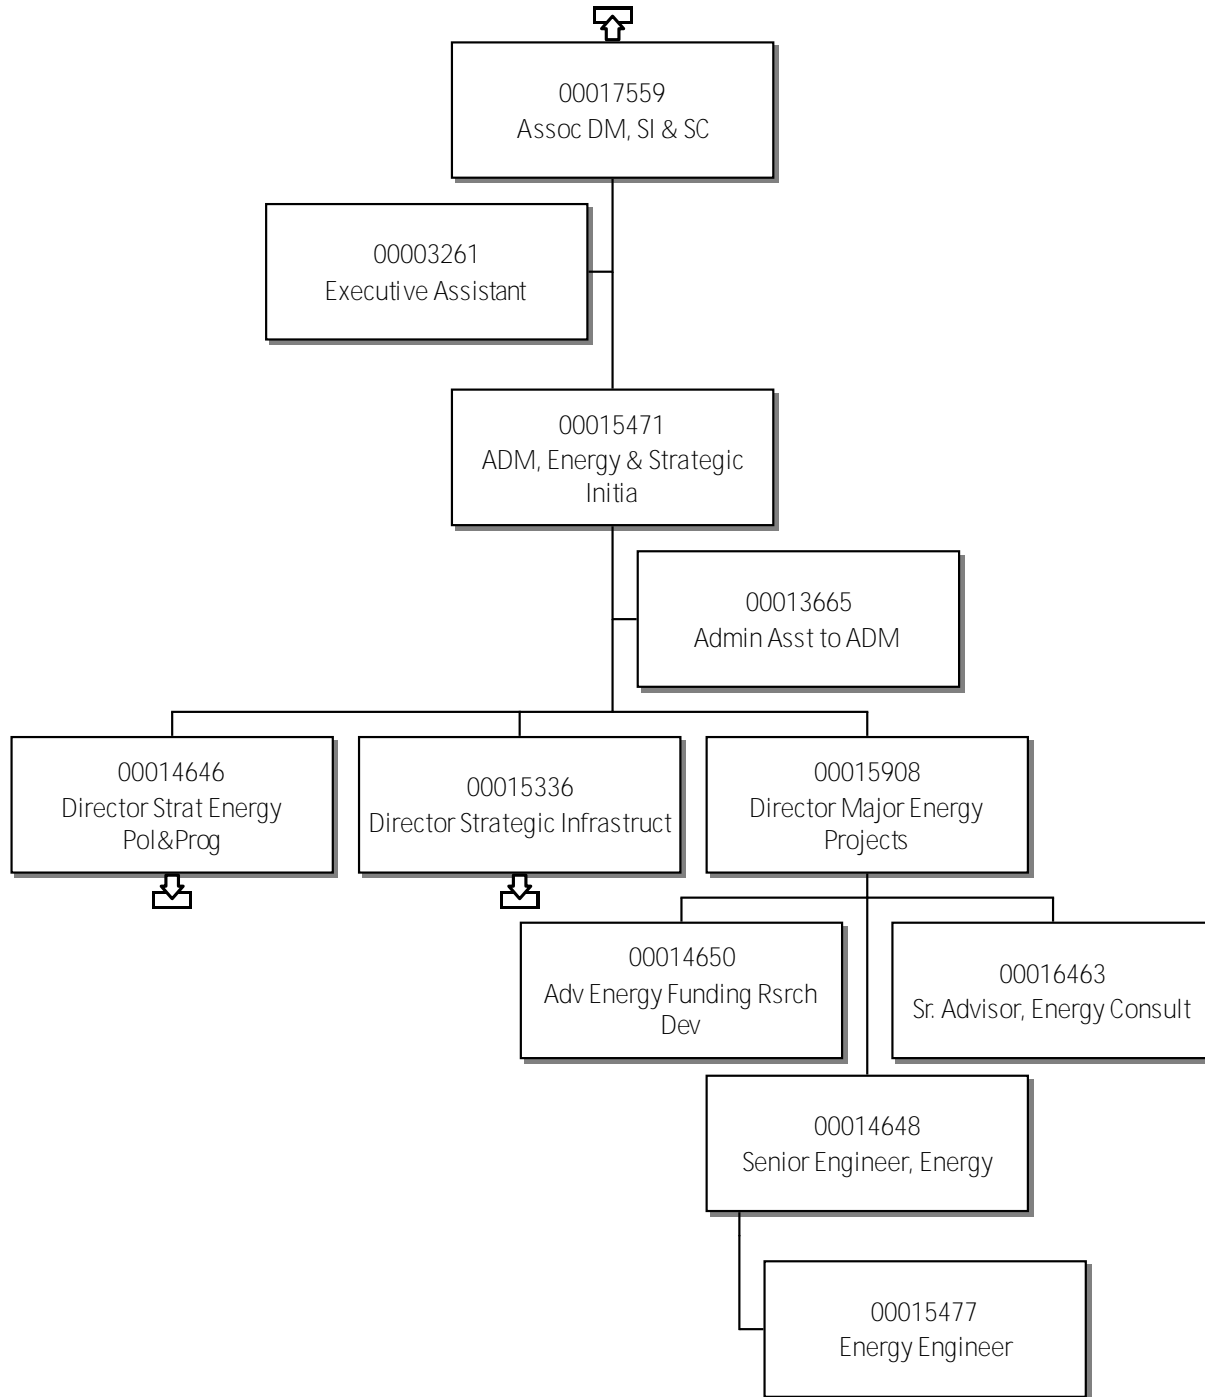 00017559
Assoc DM, SI & SC
00003261
Executive Assistant
00015471
ADM, Energy & Strategic
Initia
00013665
Admin Asst to ADM
00014646
Director Strat Energy
Pol&Prog
00015336
Director Strategic Infrastruct
00015908
Director Major Energy
Projects
00014650
Adv Energy Funding Rsrch
Dev
00016463
Sr. Advisor, Energy Consult
00014648
Senior Engineer, Energy
00015477
Energy Engineer